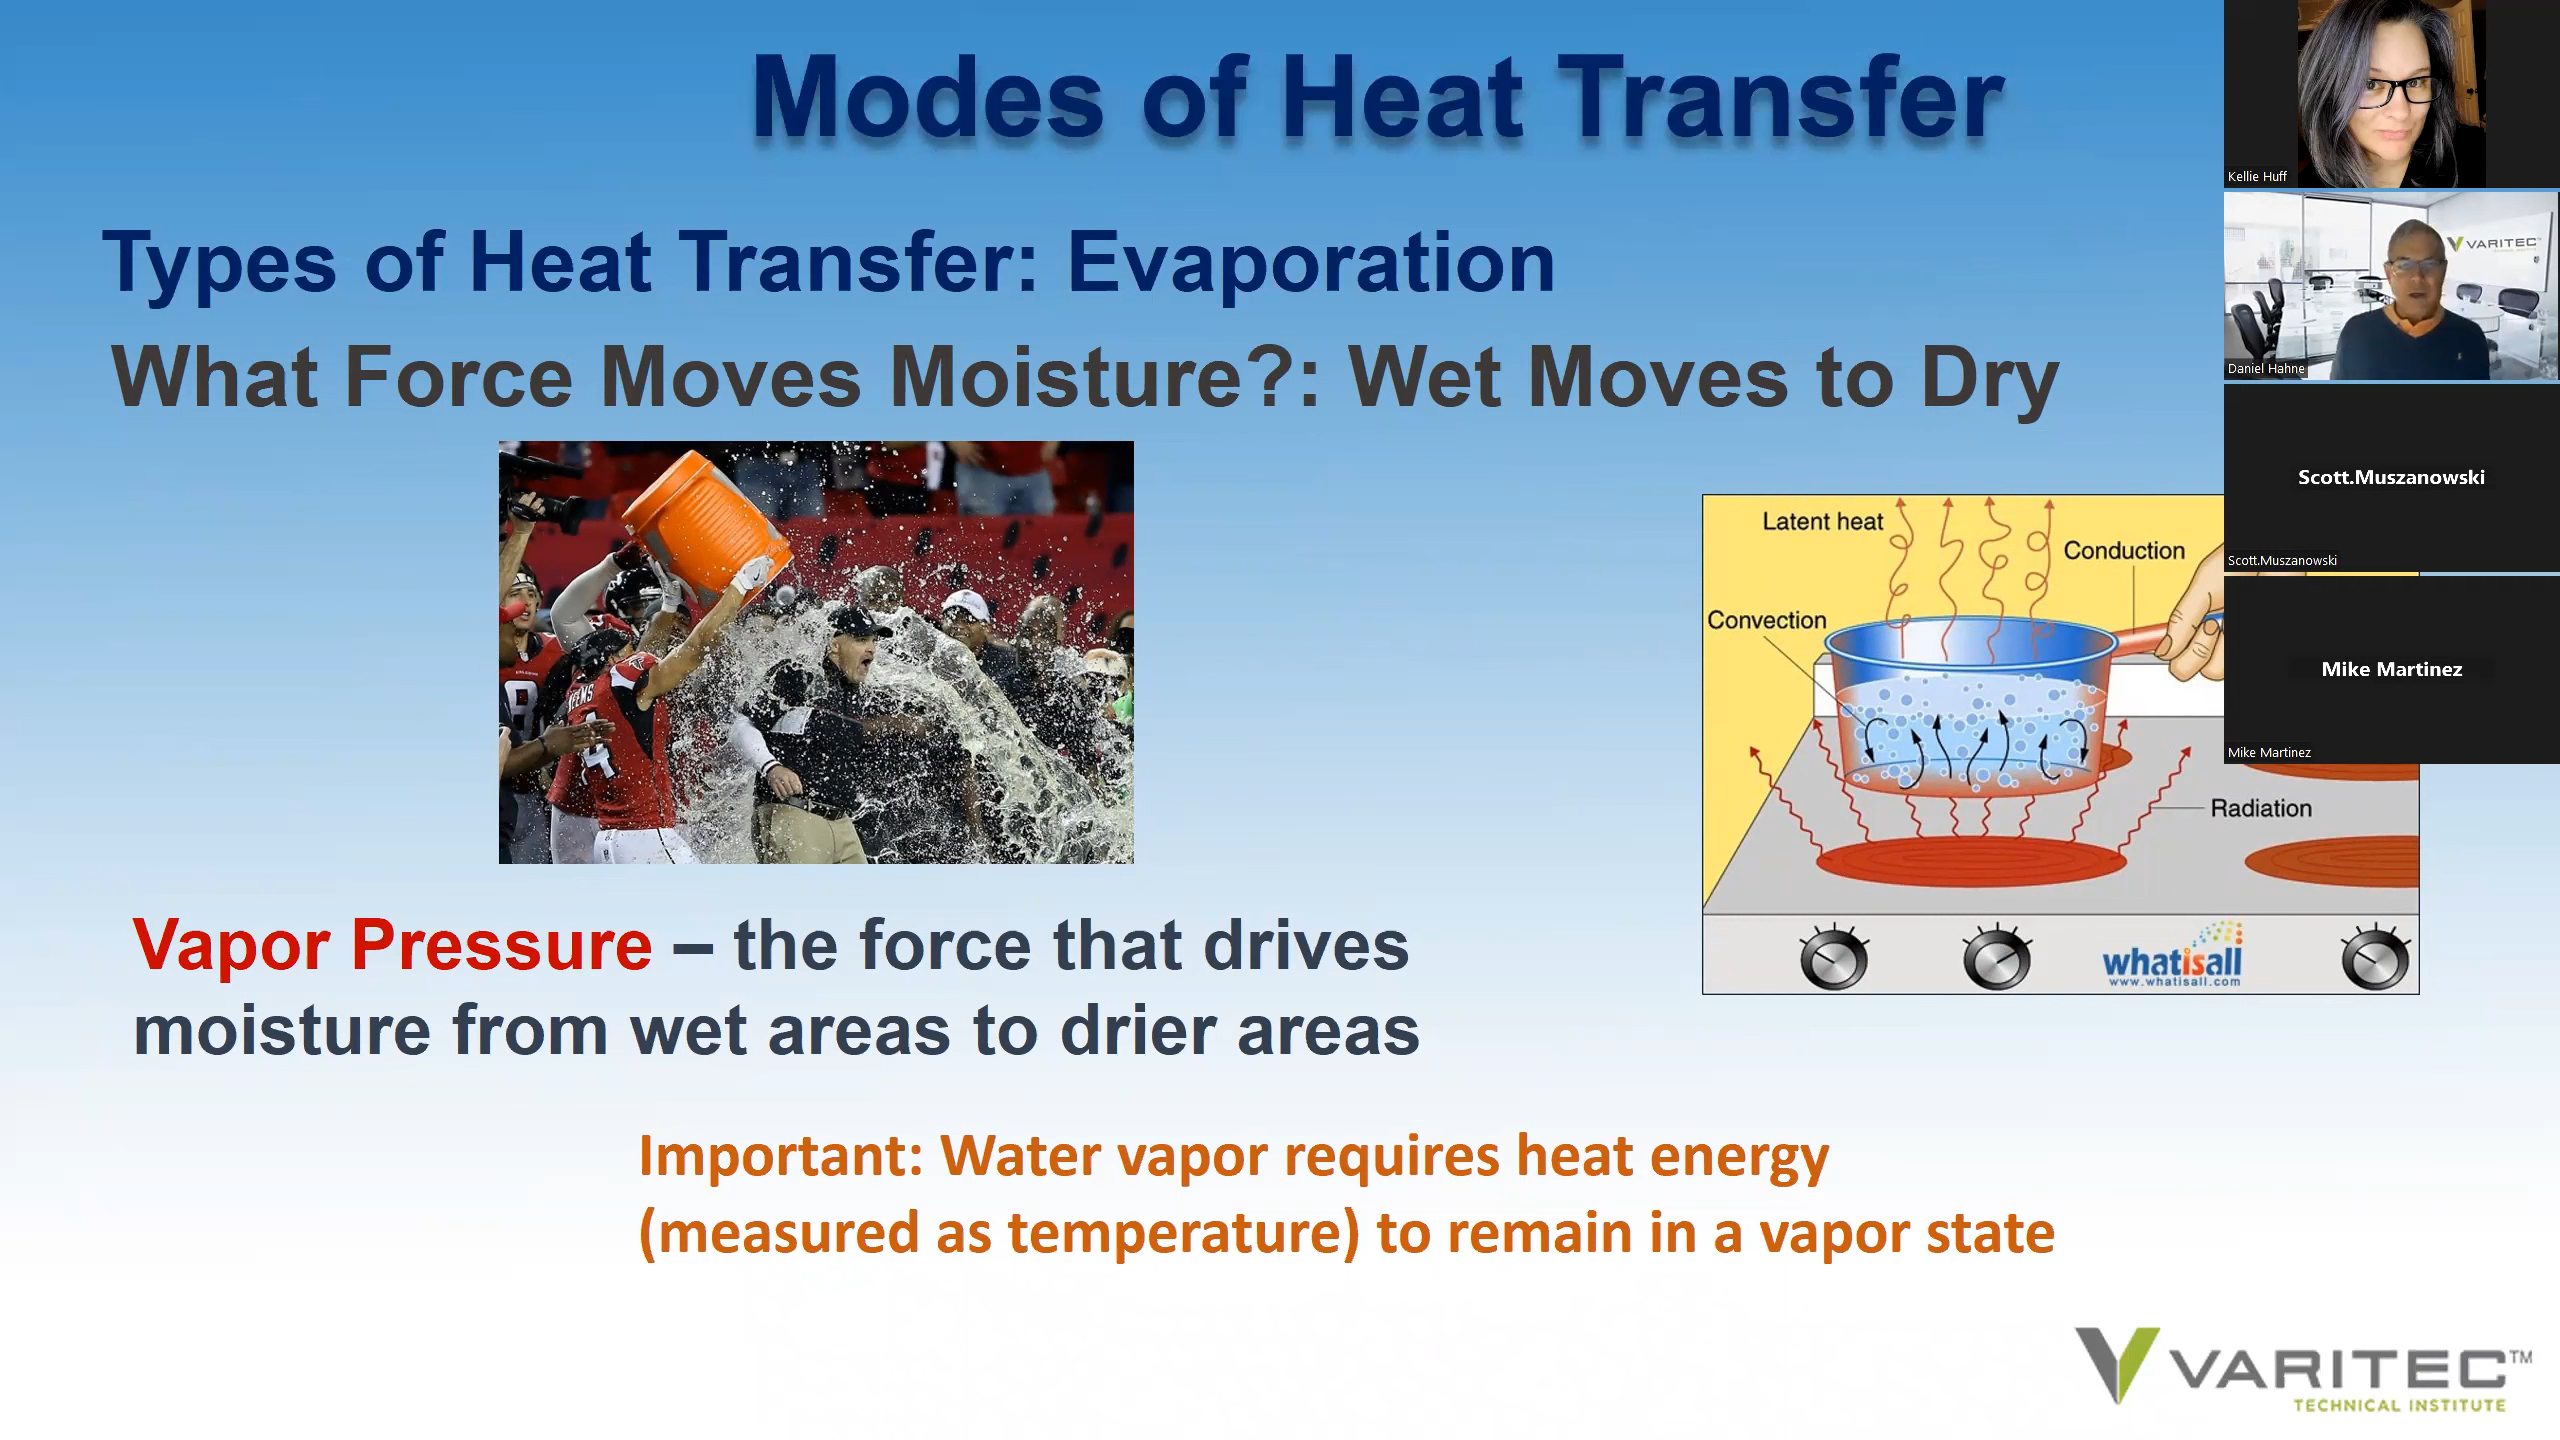 Modes of Heat Transfer
Types of Heat Transfer: Evaporation
What Force Moves Moisture?: Wet Moves to Dry
Latent heat
Conduction
Convection
Radiation
whatisall
www.whatisall.com
Vapor Pressure – the force that drives
moisture from wet areas to drier areas
Important: Water vapor requires heat energy
(measured as temperature) to remain in a vapor state
VARITEC™
TECHNICAL INSTITUTE
Kellie Huff
VARITEC
Daniel Hahne
Scott.Muszanowski
Scott.Muszanowski
Mike Martinez
Mike Martinez
8
4